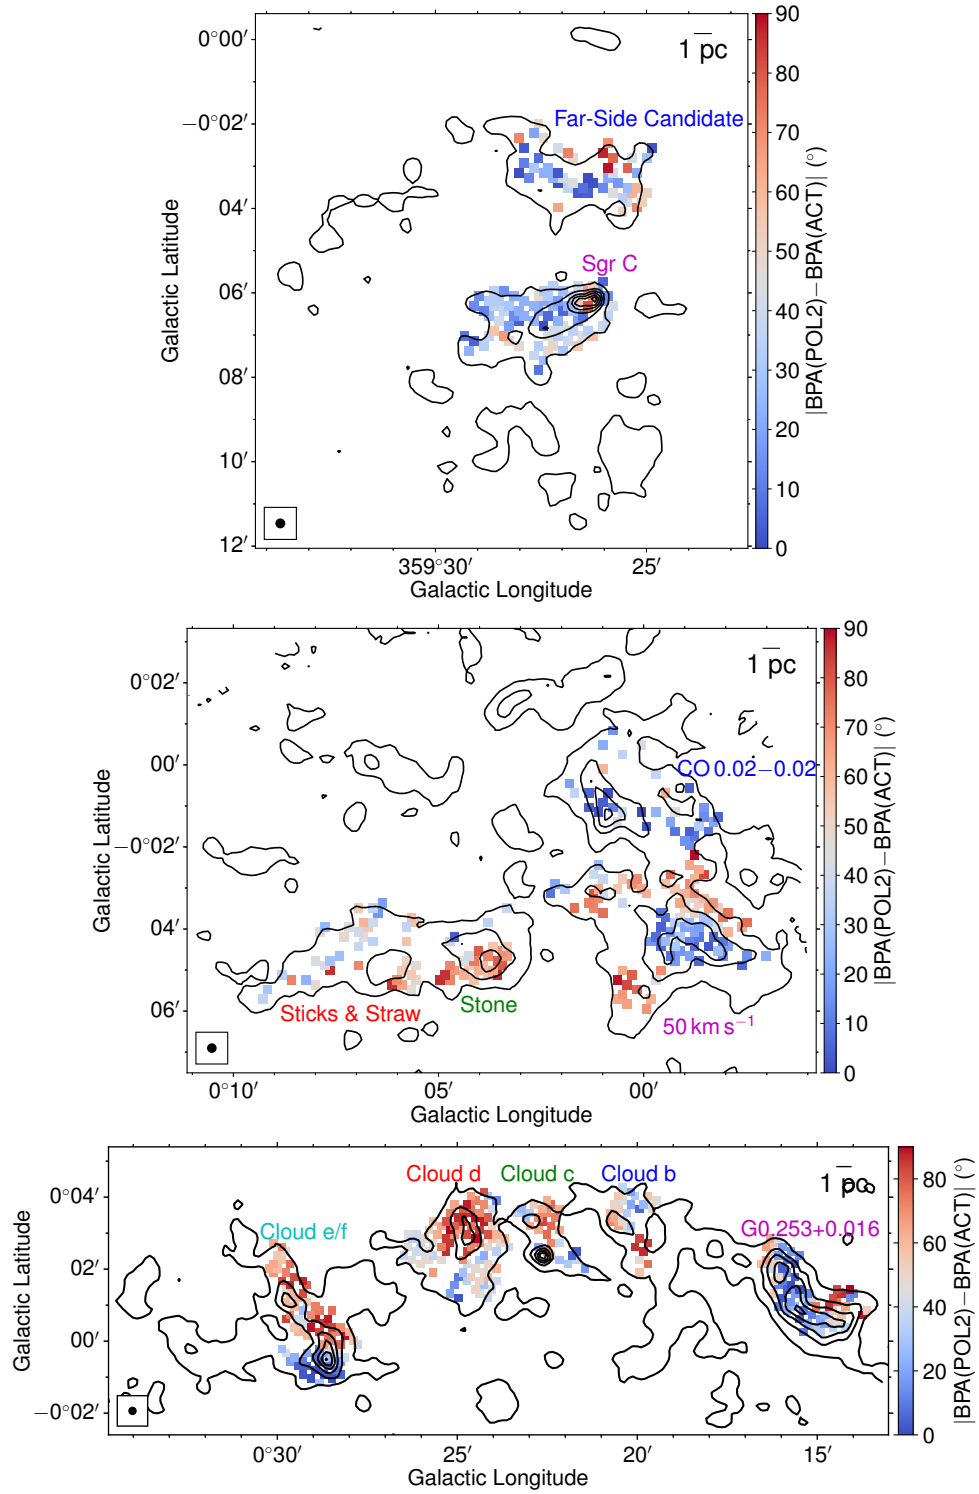 0°00′
−0°02′
04′
06′
08′
10′
12′
Galactic Latitude
359°30′
25′
Galactic Longitude
1 pc
Far-Side Candidate
Sgr C
90
80
70
60
50
40
30
20
10
0
|BPA(POL2)−BPA(ACT)| (°)
0°02′
00′
−0°02′
04′
06′
Galactic Latitude
0°10′
05′
00′
Galactic Longitude
1 pc
CO 0.02−0.02
Sticks & Straw
Stone
50 km s⁻¹
90
80
70
60
50
40
30
20
10
0
|BPA(POL2)−BPA(ACT)| (°)
0°04′
02′
00′
−0°02′
Galactic Latitude
0°30′
25′
20′
15′
Galactic Longitude
Cloud d
Cloud c
Cloud b
1 pc
Cloud e/f
G0.253+0.016
80
60
40
20
0
|BPA(POL2)−BPA(ACT)| (°)